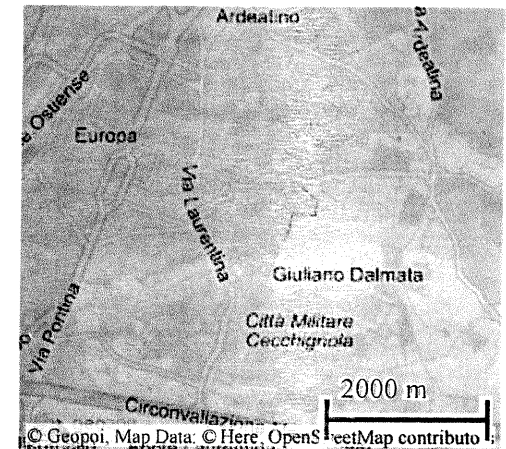 Ardeatino
a Ardeatina
e Ostiense
Europa
Via Laurentina
Giuliano Dalmata
Città Militare
Cecchignola
Via Pontina
2000 m
Circonvallazione
© Geopoi, Map Data: © Here, OpenStreetMap contributo